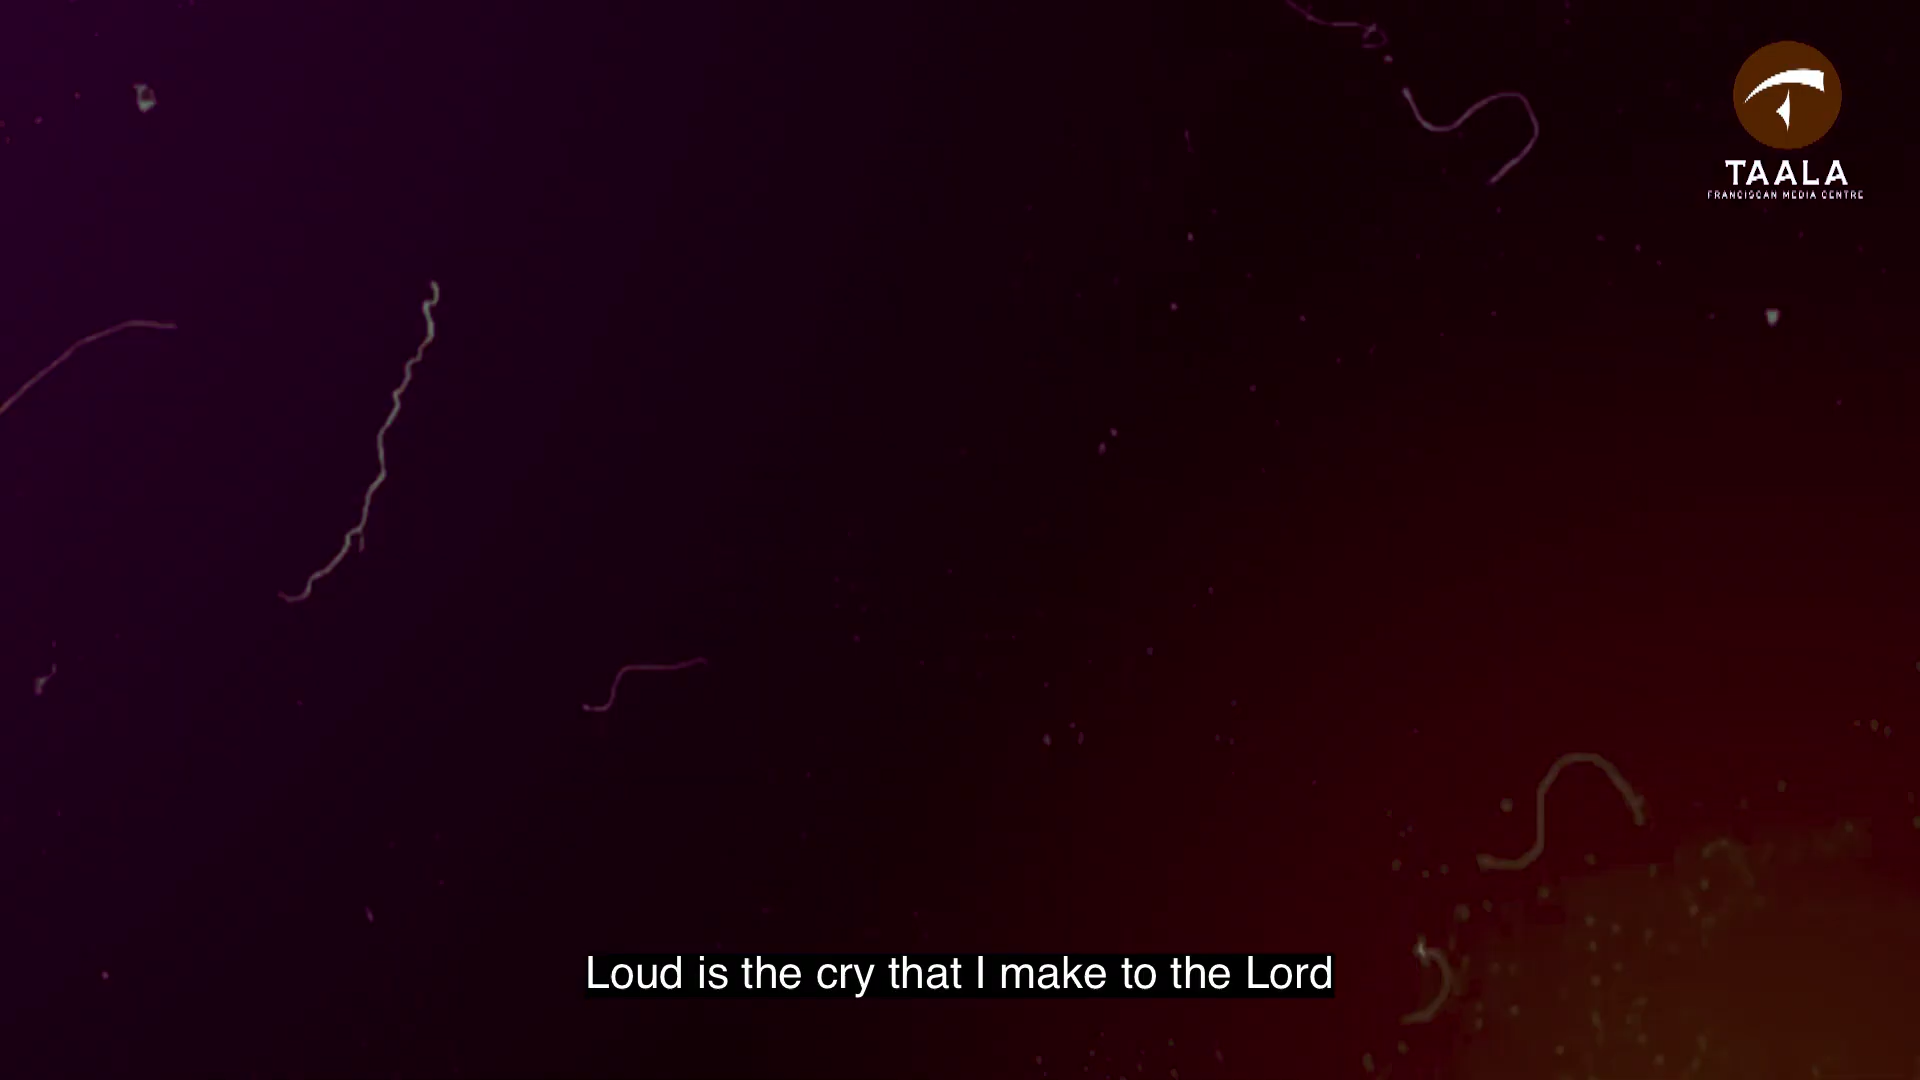 TAALA
FRANCISCAN MEDIA CENTRE
Loud is the cry that I make to the Lord